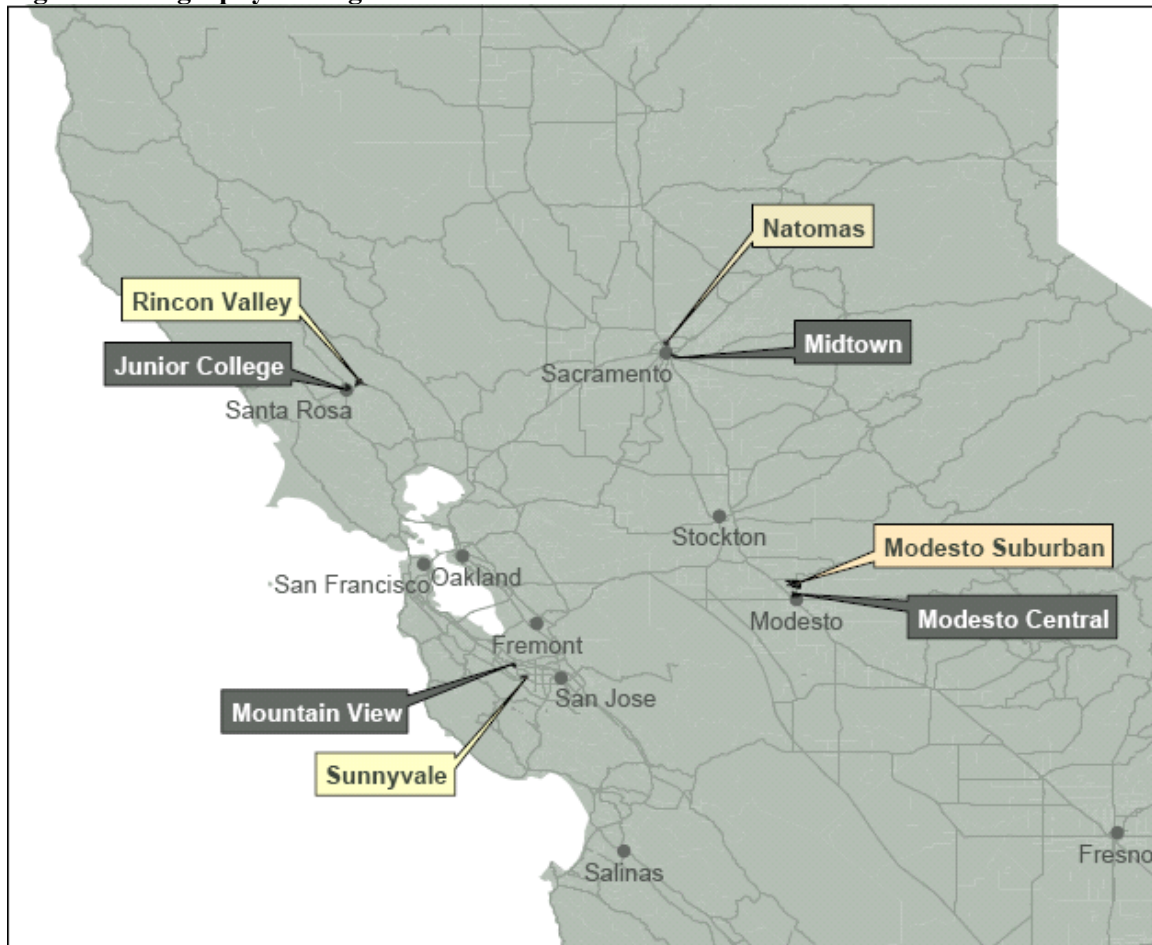 Natomas
Rincon Valley
Midtown
Junior College
Sacramento
Santa Rosa
Stockton
Modesto Suburban
San Francisco
Oakland
Modesto
Modesto Central
Fremont
San Jose
Mountain View
Sunnyvale
Fresno
Salinas